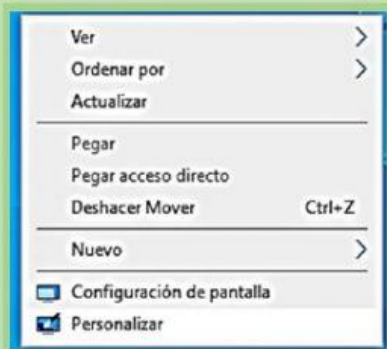 Ver
Ordenar por
Actualizar
Pegar
Pegar acceso directo
Deshacer Mover Ctrl+Z
Nuevo
Configuración de pantalla
Personalizar